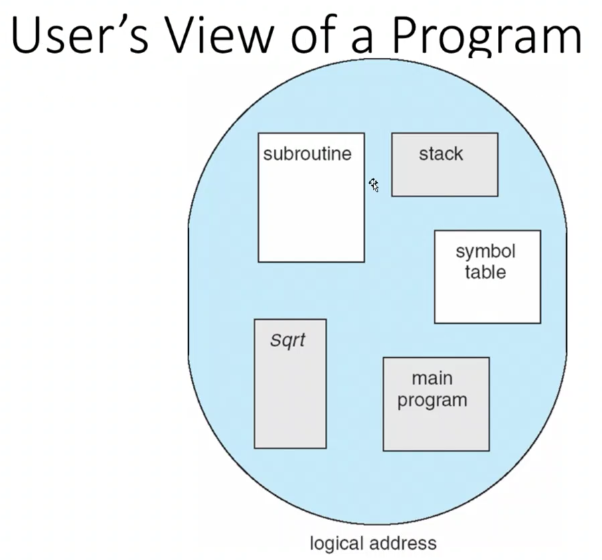 User's View of a Program
subroutine
stack
symbol
table
Sqrt
main
program
logical address